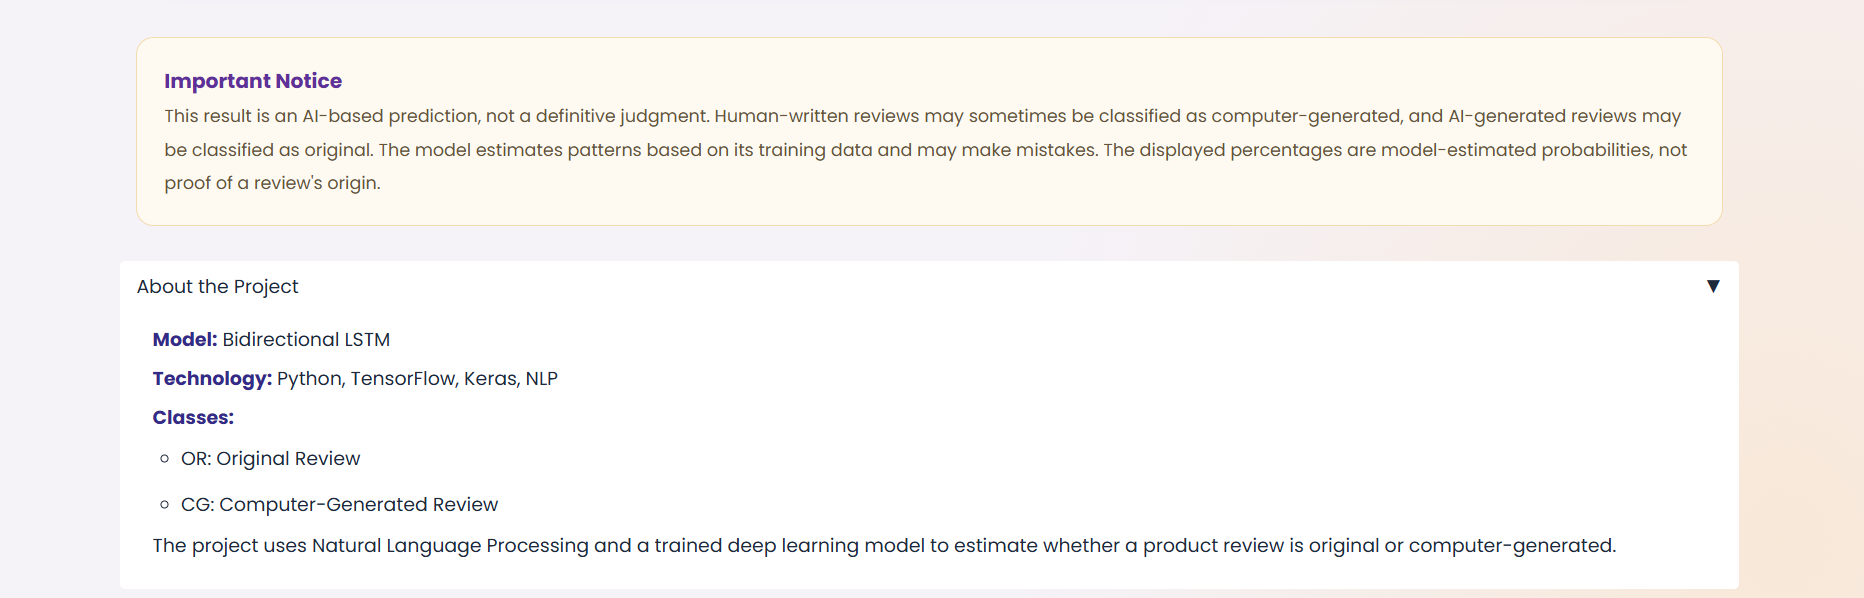 Important Notice
This result is an AI-based prediction, not a definitive judgment. Human-written reviews may sometimes be classified as computer-generated, and AI-generated reviews may
be classified as original. The model estimates patterns based on its training data and may make mistakes. The displayed percentages are model-estimated probabilities, not
proof of a review's origin.
About the Project
Model: Bidirectional LSTM
Technology: Python, TensorFlow, Keras, NLP
Classes:
OR: Original Review
CG: Computer-Generated Review
The project uses Natural Language Processing and a trained deep learning model to estimate whether a product review is original or computer-generated.